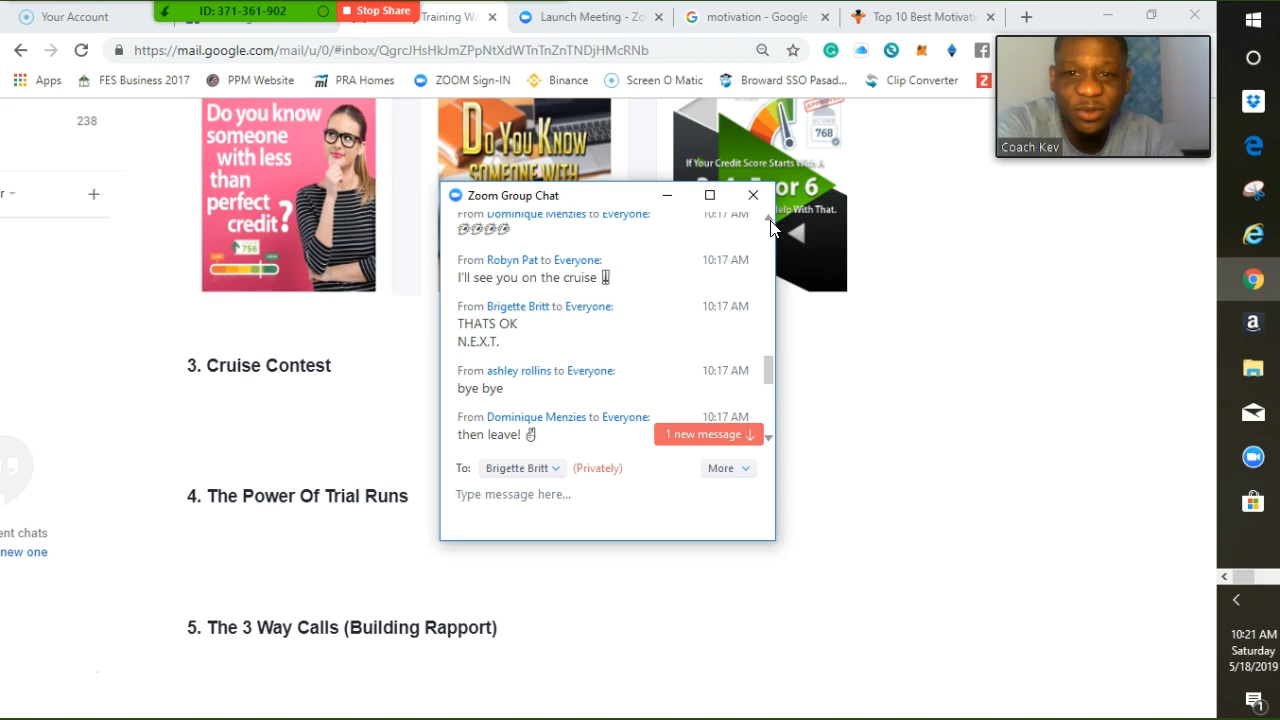 ID: 371-361-902
Stop Share
Your Account
Training W
Launch Meeting - Zo
motivation - Google
Top 10 Best Motivat
https://mail.google.com/mail/u/0/#inbox/QgrcJHsHkJmZPpNtXdWTnTnZnTNDjHMcRNb
Apps
FES Business 2017
PPM Website
PRA Homes
ZOOM Sign-IN
Binance
Screen O Matic
Broward SSO Pasad...
Clip Converter
238
Do you know
someone
with less
than
perfect
credit?
756
DO YOU KNOW
SOMEONE WITH
APPROVED
SCORE
768
If Your Credit Score Starts With A
or 6
Help With That.
Coach Kev
Zoom Group Chat
From Dominique Menzies to Everyone: 10:17 AM
From Robyn Pat to Everyone: 10:17 AM
I'll see you on the cruise
From Brigette Britt to Everyone: 10:17 AM
THATS OK
N.E.X.T.
From ashley rollins to Everyone: 10:17 AM
bye bye
From Dominique Menzies to Everyone: 10:17 AM
then leave!
1 new message ↓
To: Brigette Britt (Privately) More
Type message here...
3. Cruise Contest
4. The Power Of Trial Runs
5. The 3 Way Calls (Building Rapport)
ent chats
new one
10:21 AM
Saturday
5/18/2019
1